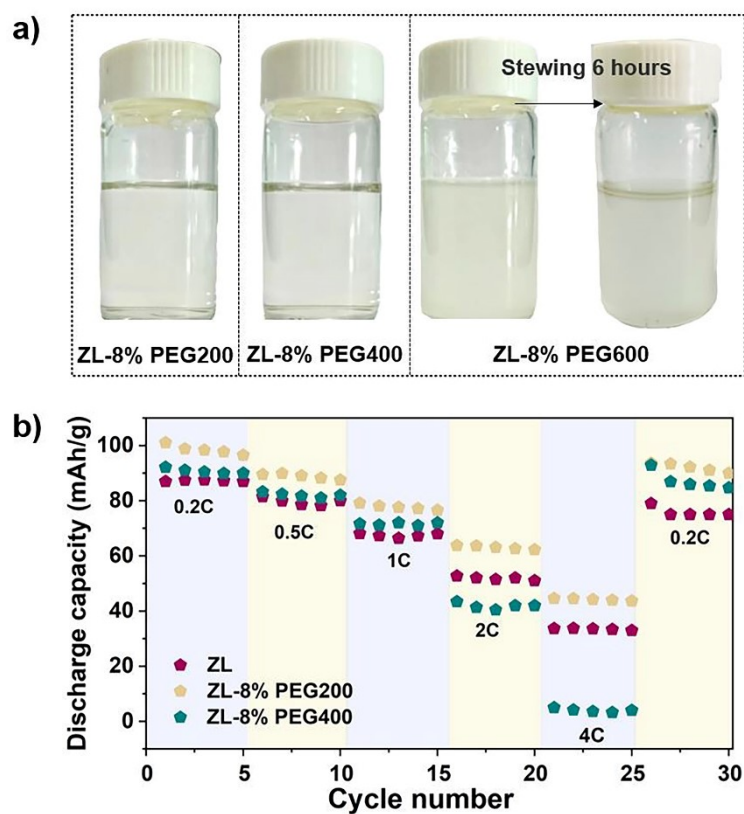 a)
Stewing 6 hours
ZL-8% PEG200
ZL-8% PEG400
ZL-8% PEG600
b)
Discharge capacity (mAh/g)
100
80
60
40
20
0
0.2C
0.5C
1C
2C
4C
0.2C
ZL
ZL-8% PEG200
ZL-8% PEG400
0
5
10
15
20
25
30
Cycle number